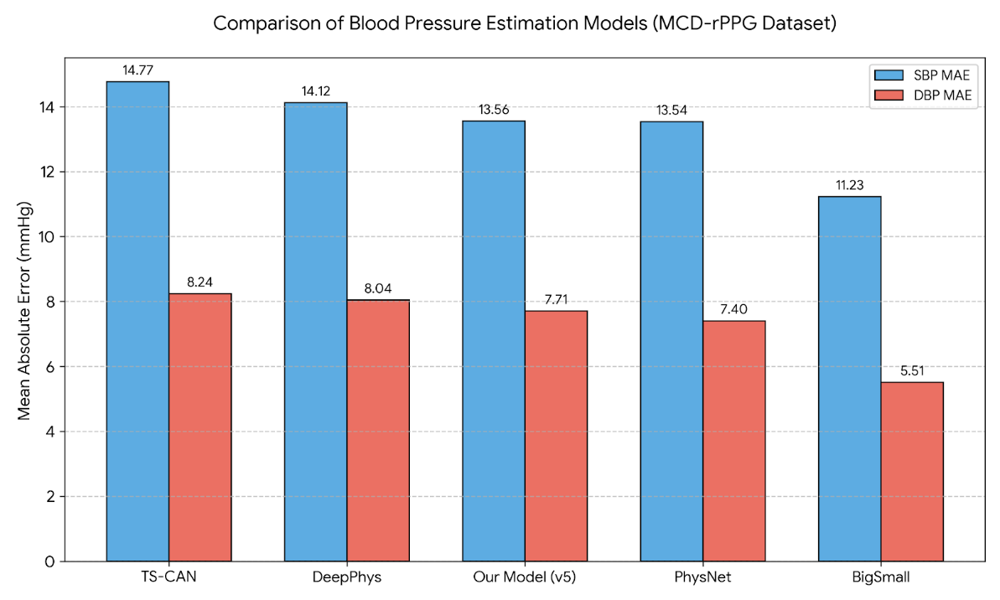 Comparison of Blood Pressure Estimation Models (MCD-rPPG Dataset)
SBP MAE
DBP MAE
Mean Absolute Error (mmHg)
14
12
10
8
6
4
2
0
14.77
8.24
14.12
8.04
13.56
7.71
13.54
7.40
11.23
5.51
TS-CAN
DeepPhys
Our Model (v5)
PhysNet
BigSmall